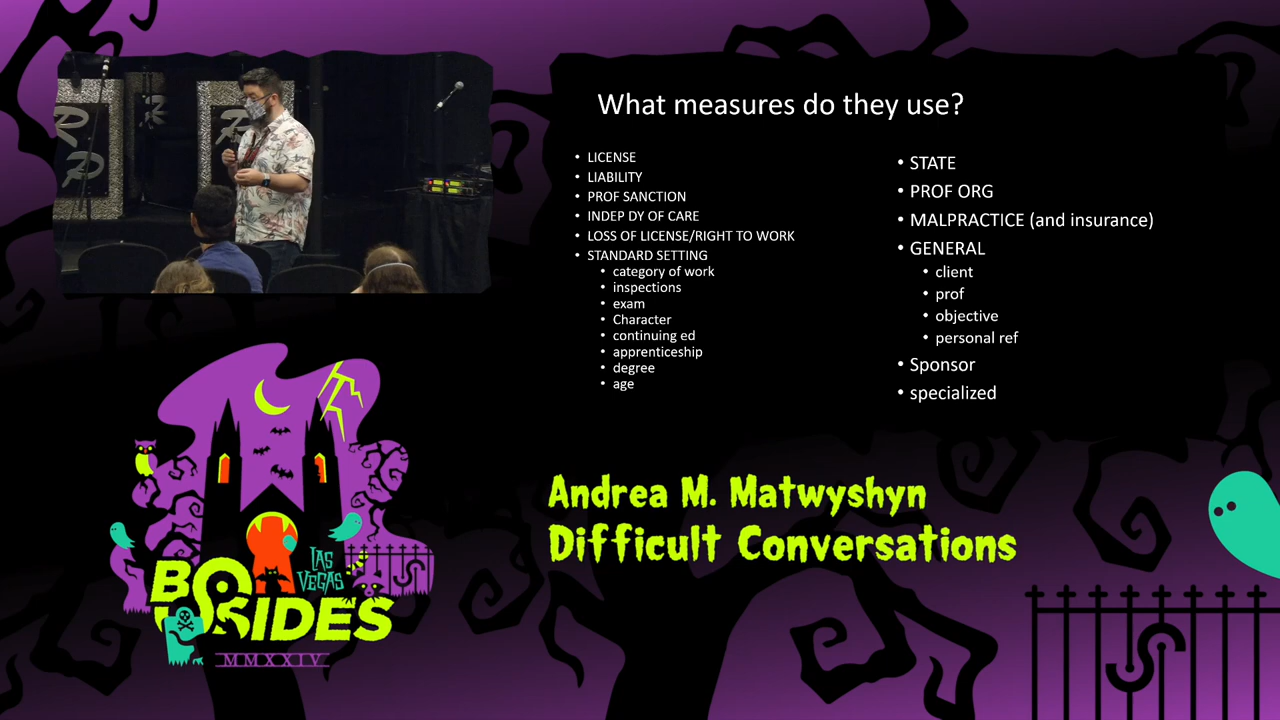 What measures do they use?
• LICENSE
• LIABILITY
• PROF SANCTION
• INDEP DY OF CARE
• LOSS OF LICENSE/RIGHT TO WORK
• STANDARD SETTING
• category of work
• inspections
• exam
• Character
• continuing ed
• apprenticeship
• degree
• age
• STATE
• PROF ORG
• MALPRACTICE (and insurance)
• GENERAL
• client
• prof
• objective
• personal ref
• Sponsor
• specialized
Andrea M. Matwyshyn
Difficult Conversations
LAS
VEGAS
BSIDES
MMXXIV
R
P
R